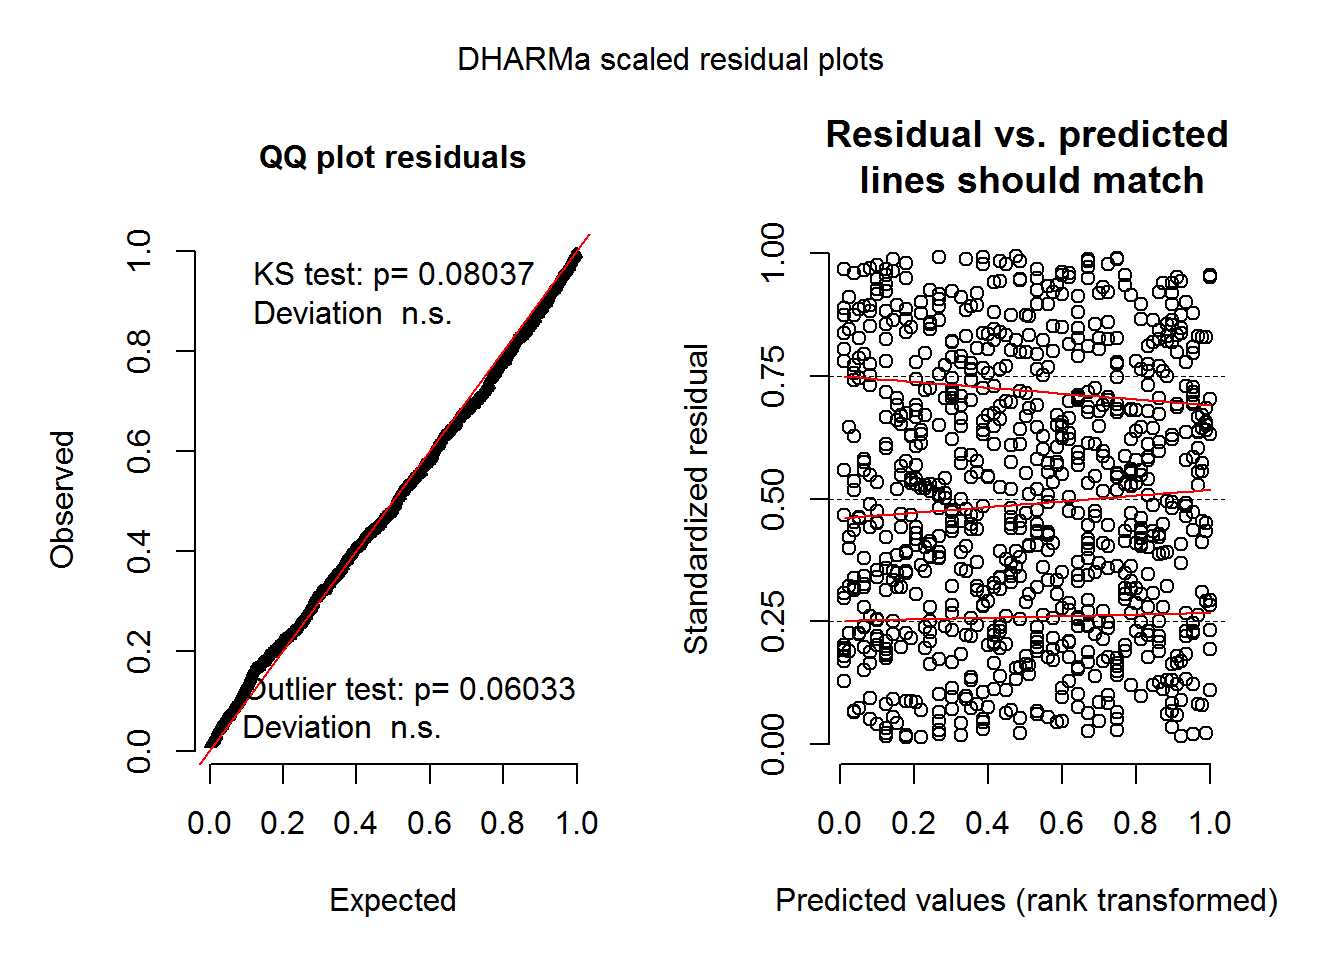 DHARMa scaled residual plots
QQ plot residuals
KS test: p= 0.08037
Deviation  n.s.
Outlier test: p= 0.06033
Deviation  n.s.
Observed
0.0 0.2 0.4 0.6 0.8 1.0
0.0 0.2 0.4 0.6 0.8 1.0
Expected
Residual vs. predicted
lines should match
Standardized residual
0.00 0.25 0.50 0.75 1.00
0.0 0.2 0.4 0.6 0.8 1.0
Predicted values (rank transformed)